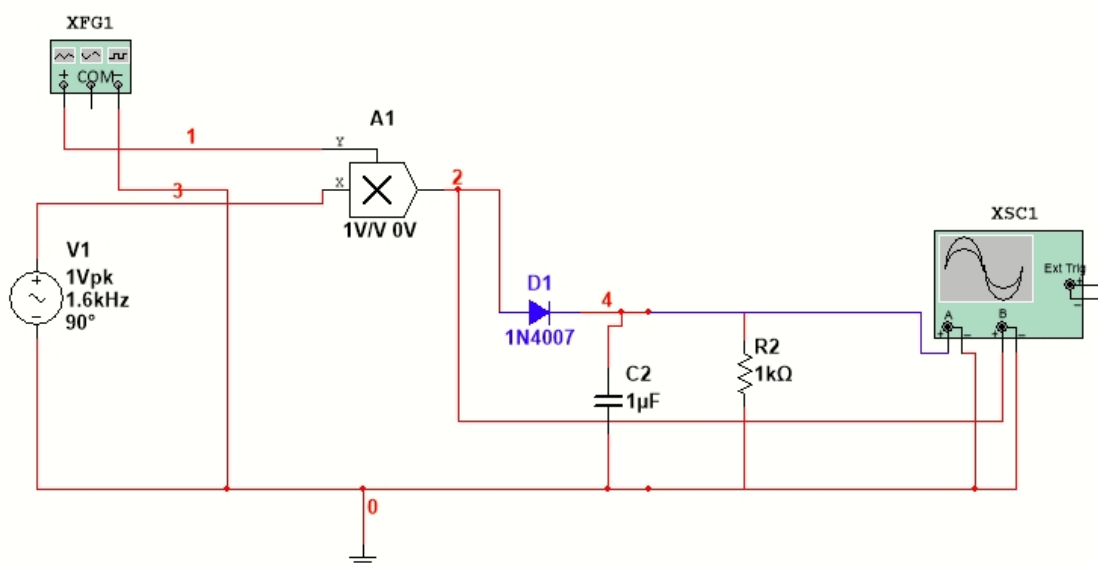 XFG1
+ COM −
1
A1
Y
X
3
2
1V/V 0V
V1
+
1Vpk
1.6kHz
90°
−
D1
1N4007
4
C2
1µF
R2
1kΩ
XSC1
Ext Trig
+
−
A
B
+ −
+ −
0